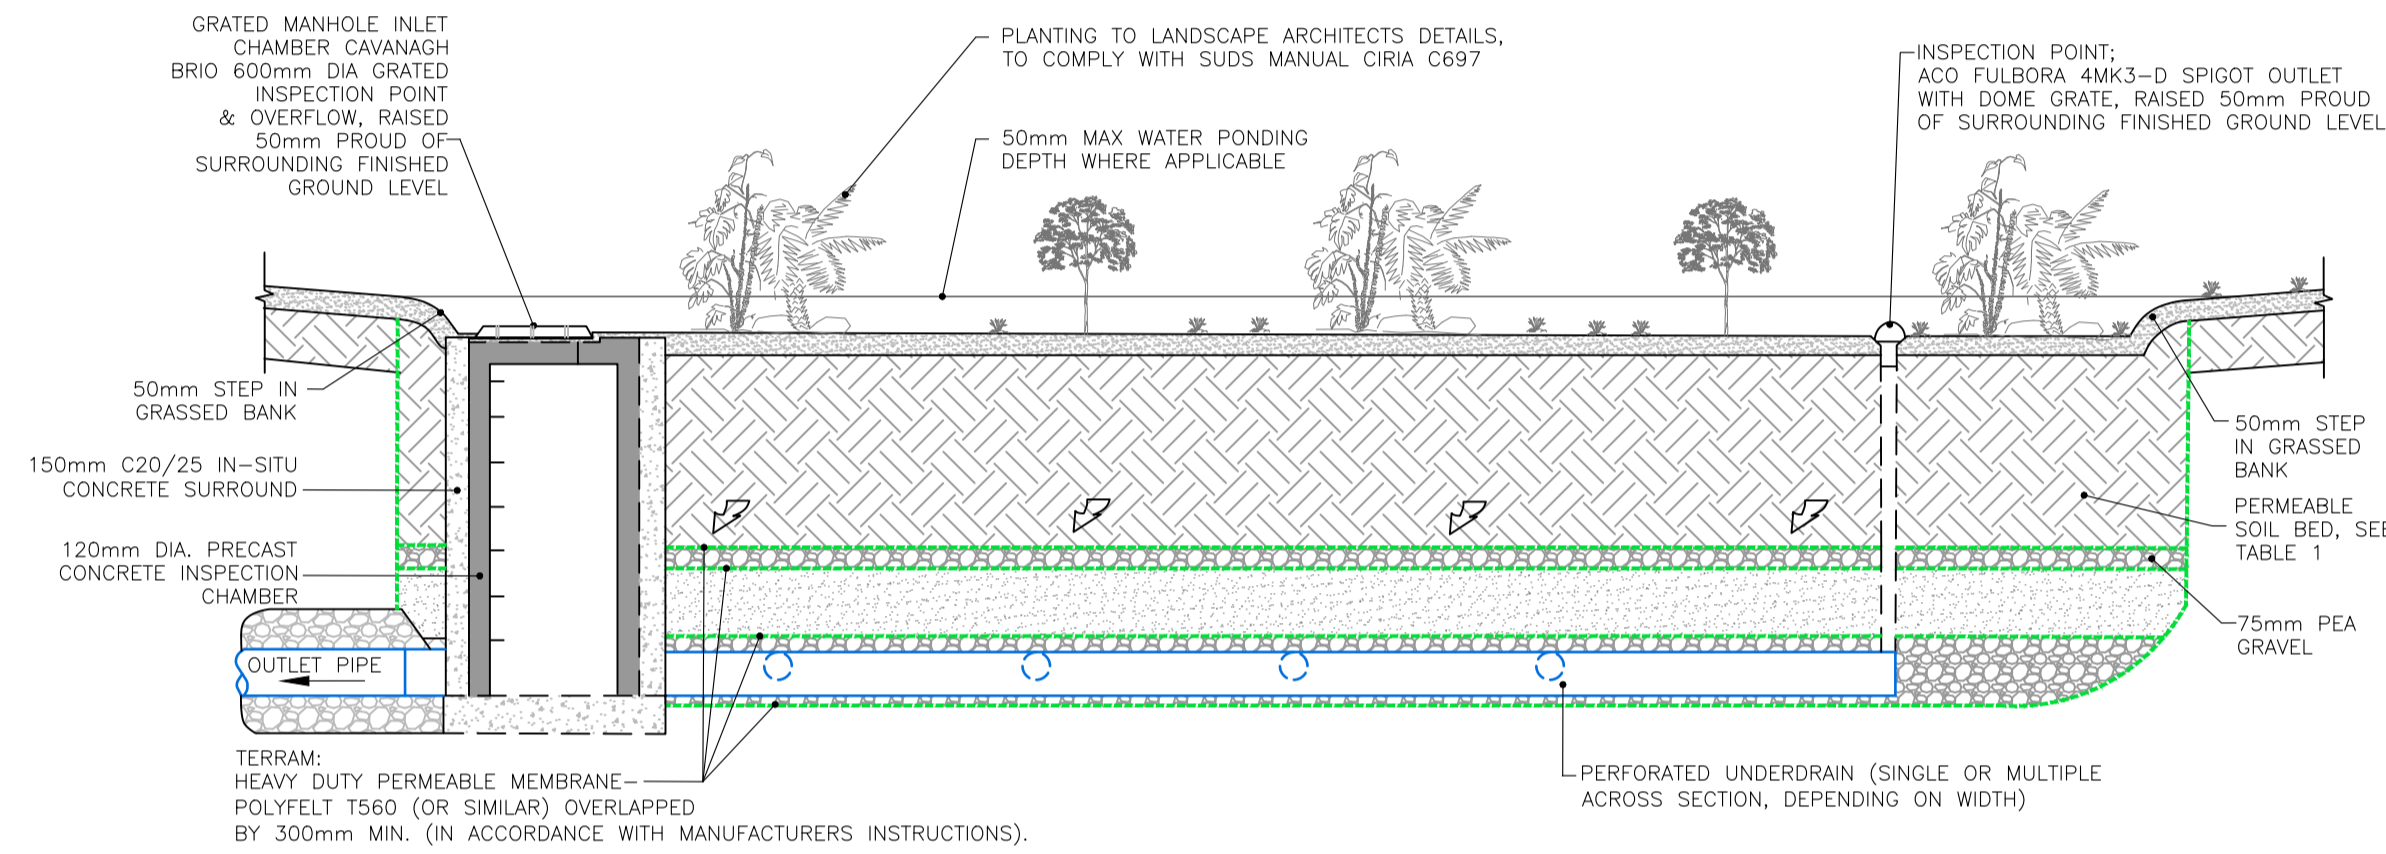 GRATED MANHOLE INLET
CHAMBER CAVANAGH
BRIO 600mm DIA GRATED
INSPECTION POINT
& OVERFLOW, RAISED
50mm PROUD OF
SURROUNDING FINISHED
GROUND LEVEL
PLANTING TO LANDSCAPE ARCHITECTS DETAILS,
TO COMPLY WITH SUDS MANUAL CIRIA C697
50mm MAX WATER PONDING
DEPTH WHERE APPLICABLE
INSPECTION POINT;
ACO FULBORA 4MK3-D SPIGOT OUTLET
WITH DOME GRATE, RAISED 50mm PROUD
OF SURROUNDING FINISHED GROUND LEVEL
50mm STEP IN
GRASSED BANK
150mm C20/25 IN-SITU
CONCRETE SURROUND
120mm DIA. PRECAST
CONCRETE INSPECTION
CHAMBER
OUTLET PIPE
50mm STEP
IN GRASSED
BANK
PERMEABLE
SOIL BED, SEE
TABLE 1
75mm PEA
GRAVEL
TERRAM:
HEAVY DUTY PERMEABLE MEMBRANE-
POLYFELT T560 (OR SIMILAR) OVERLAPPED
BY 300mm MIN. (IN ACCORDANCE WITH MANUFACTURERS INSTRUCTIONS).
PERFORATED UNDERDRAIN (SINGLE OR MULTIPLE
ACROSS SECTION, DEPENDING ON WIDTH)